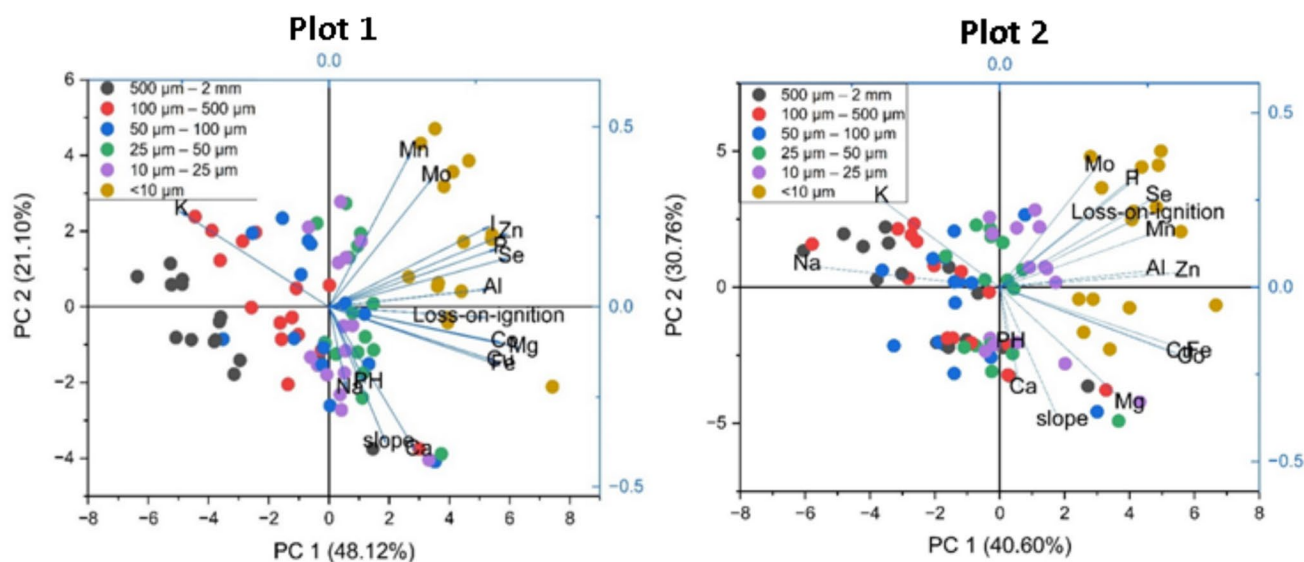 Plot 1
0.0
500 μm – 2 mm
100 μm – 500 μm
50 μm – 100 μm
25 μm – 50 μm
10 μm – 25 μm
<10 μm
6
4
2
0
−2
−4
PC 2 (21.10%)
0.5
0.0
−0.5
K
Mn
Mo
I
Zn
P
Se
Al
Loss-on-ignition
Co
Mg
Cu
Fe
PH
Na
slope
Ca
−8
−6
−4
−2
0
2
4
6
8
PC 1 (48.12%)
Plot 2
0.0
500 μm – 2 mm
100 μm – 500 μm
50 μm – 100 μm
25 μm – 50 μm
10 μm – 25 μm
<10 μm
5
0
−5
PC 2 (30.76%)
0.5
0.0
−0.5
Mo
K
Se
Loss-on-ignition
Mn
Na
Al
Zn
Cu
Fe
Co
PH
Ca
Mg
slope
−8
−6
−4
−2
0
2
4
6
8
PC 1 (40.60%)